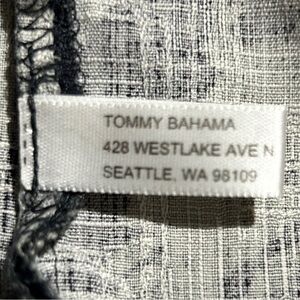 TOMMY BAHAMA
428 WESTLAKE AVE N
SEATTLE, WA 98109